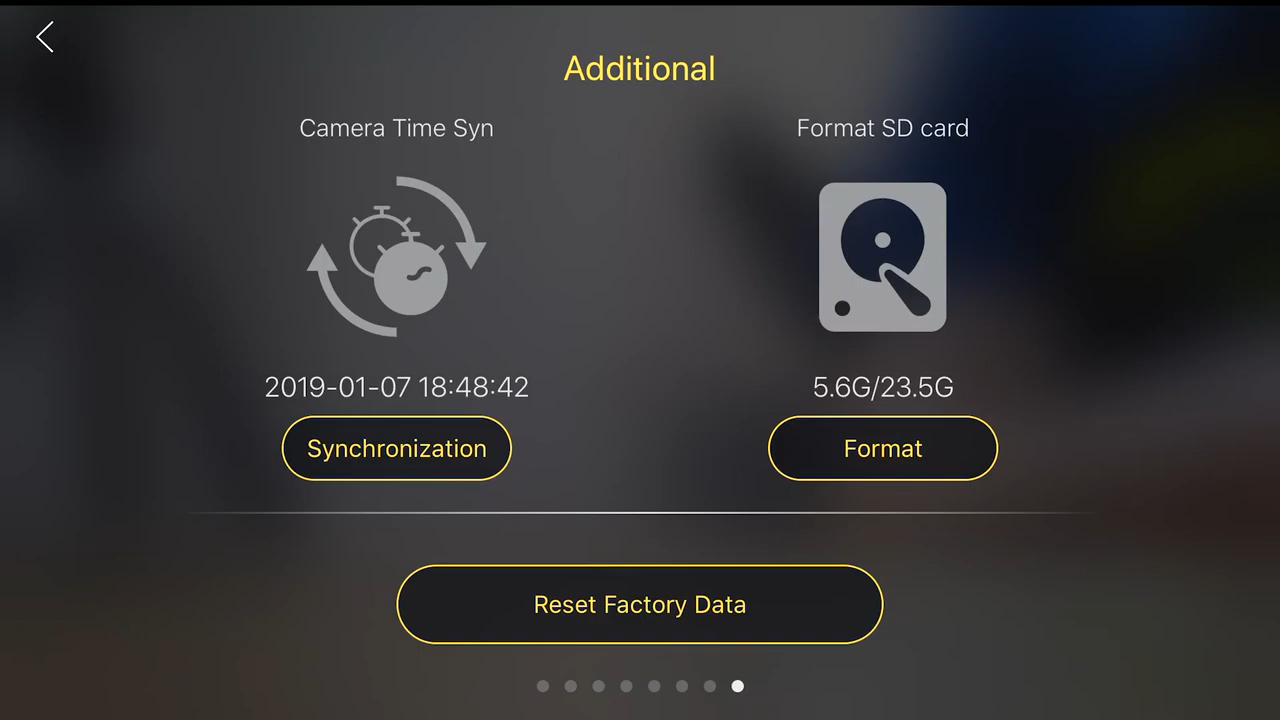 Additional
Camera Time Syn
Format SD card
2019-01-07 18:48:42
5.6G/23.5G
Synchronization
Format
Reset Factory Data